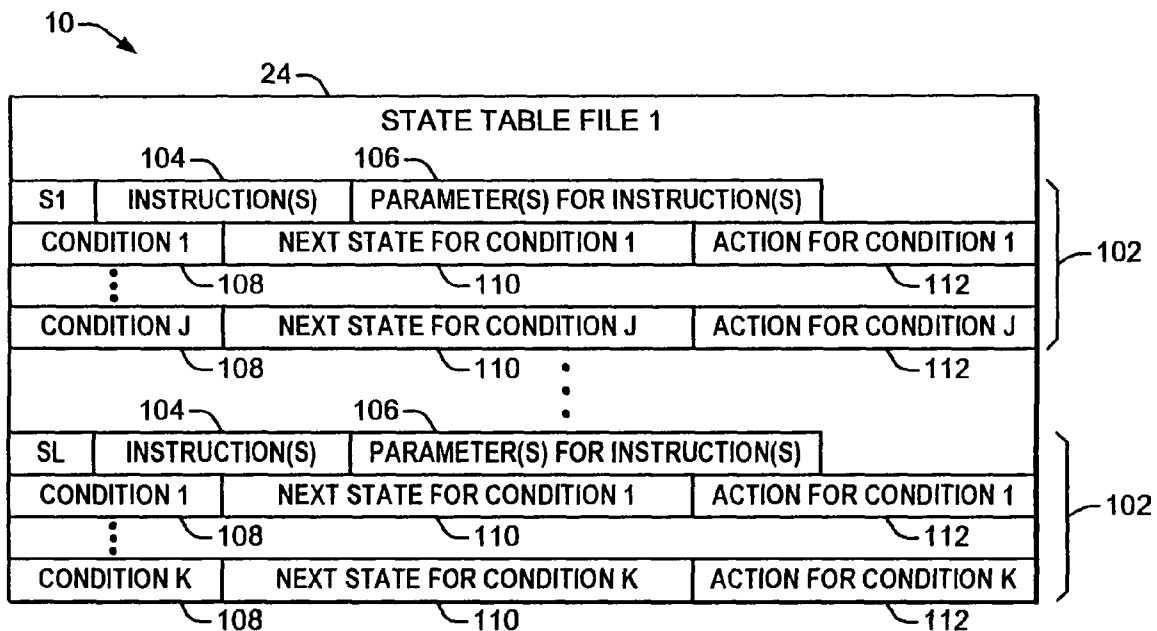 10
24
STATE TABLE FILE 1
104 106
S1 INSTRUCTION(S) PARAMETER(S) FOR INSTRUCTION(S)
CONDITION 1 NEXT STATE FOR CONDITION 1 ACTION FOR CONDITION 1
102
108 110 112
CONDITION J NEXT STATE FOR CONDITION J ACTION FOR CONDITION J
108 110 112
104 106
SL INSTRUCTION(S) PARAMETER(S) FOR INSTRUCTION(S)
CONDITION 1 NEXT STATE FOR CONDITION 1 ACTION FOR CONDITION 1
102
108 110 112
CONDITION K NEXT STATE FOR CONDITION K ACTION FOR CONDITION K
108 110 112